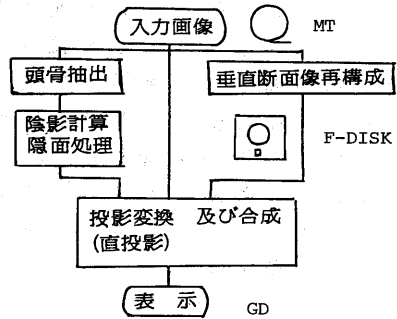 入力画像
MT
頭骨抽出
垂直断面像再構成
陰影計算
隠面処理
F-DISK
投影変換 及び合成
(直投影)
表 示
GD